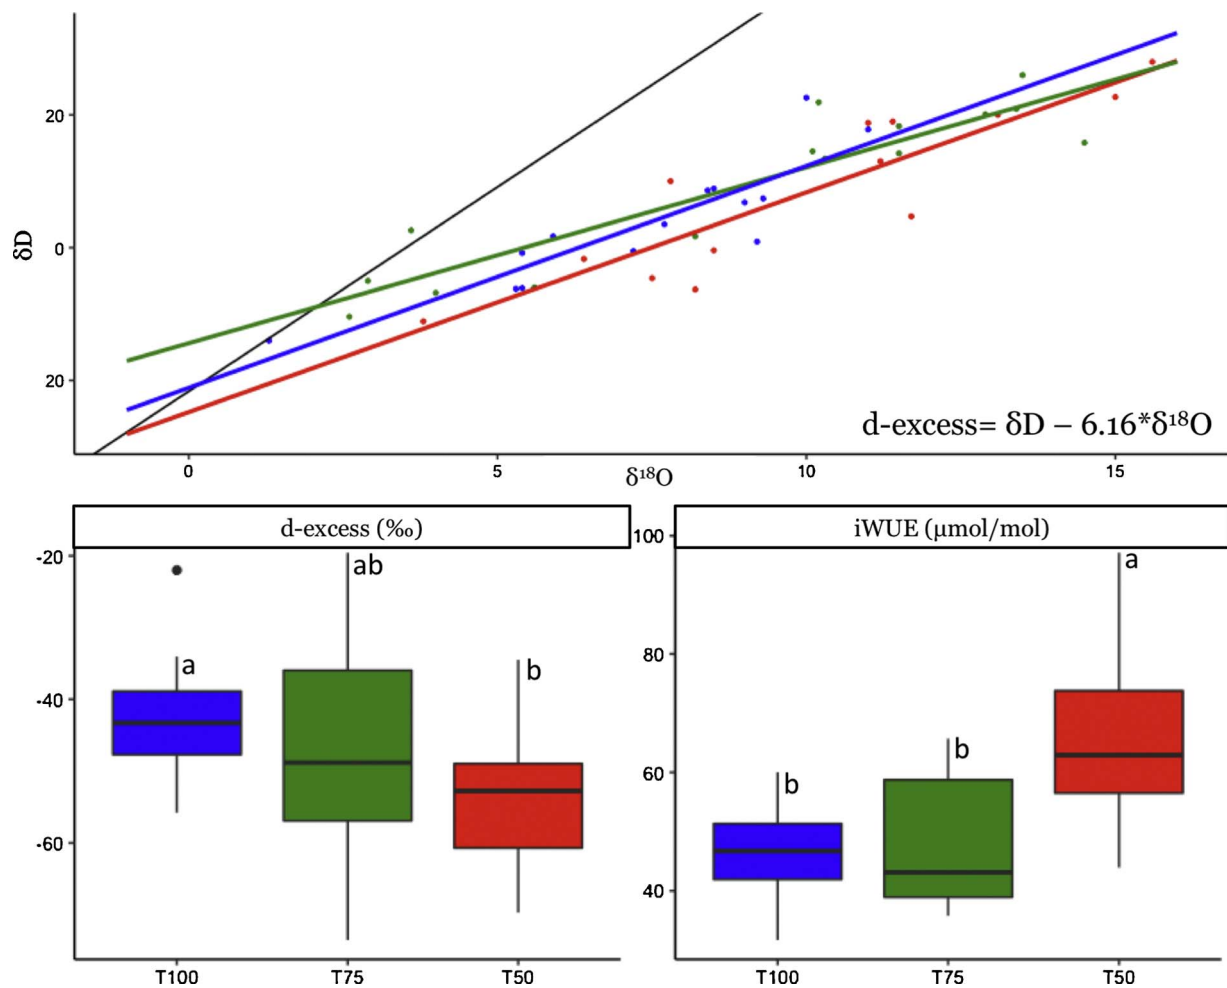 δD
20
0
20
d-excess= δD – 6.16*δ¹⁸O
0 5 10 15
δ¹⁸O
d-excess (‰)
-20
-40
-60
a
ab
b
T100 T75 T50
iWUE (µmol/mol)
100
80
60
40
b
b
a
T100 T75 T50